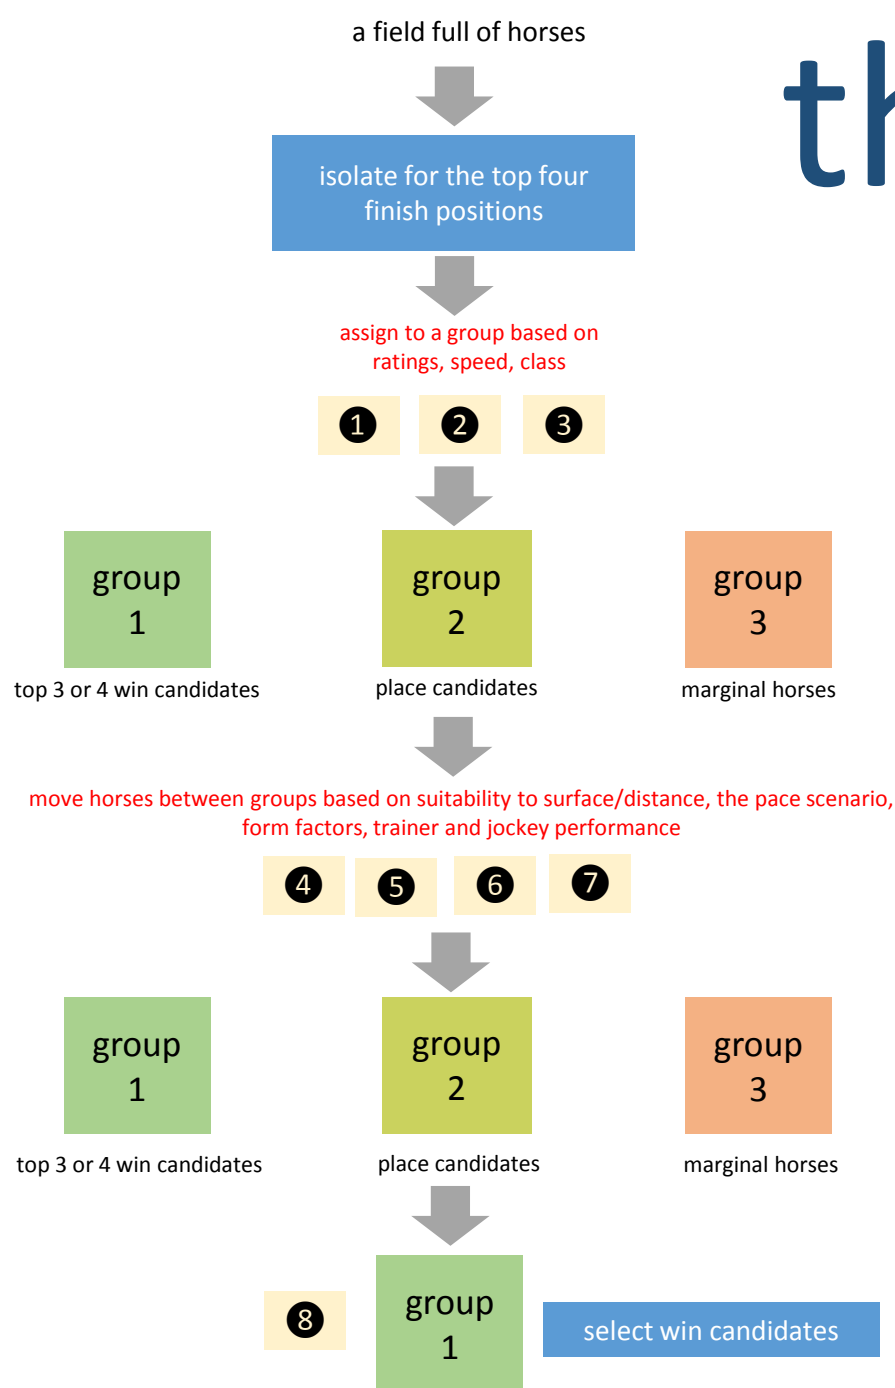 a field full of horses
th
isolate for the top four
finish positions
assign to a group based on
ratings, speed, class
❶ ❷ ❸
group
1
group
2
group
3
top 3 or 4 win candidates
place candidates
marginal horses
move horses between groups based on suitability to surface/distance, the pace scenario,
form factors, trainer and jockey performance
❹ ❺ ❻ ❼
group
1
group
2
group
3
top 3 or 4 win candidates
place candidates
marginal horses
❽
group
1
select win candidates